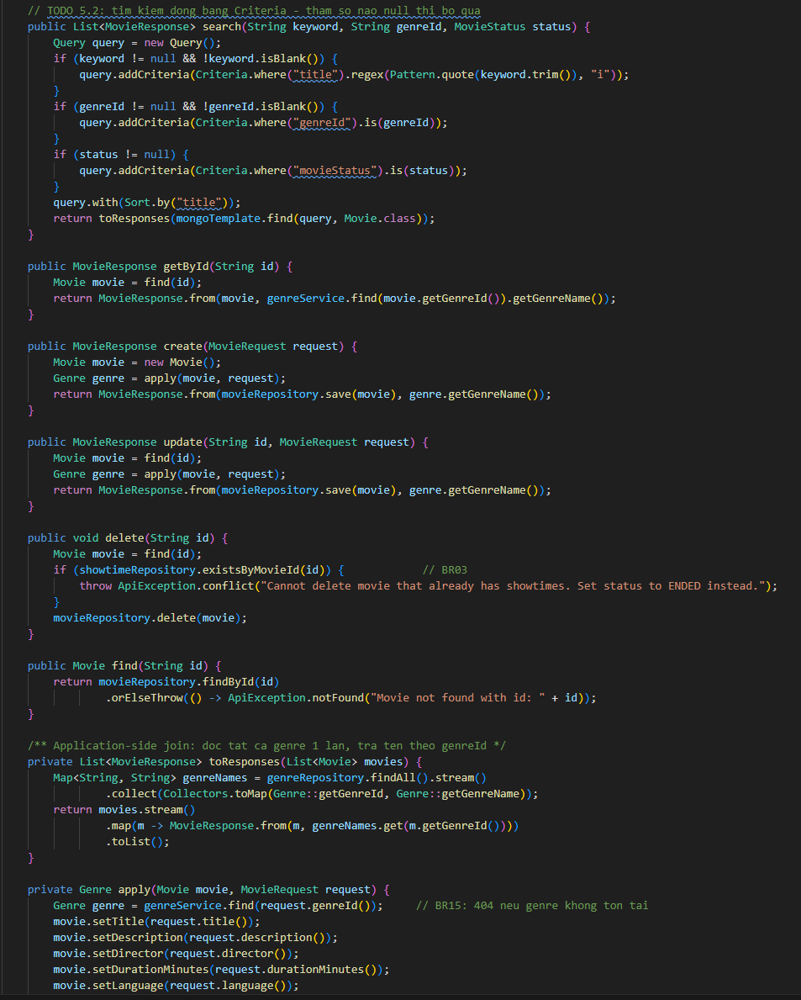 // TODO 5.2: tim kiem dong bang Criteria - tham so nao null thi bo qua
public List<MovieResponse> search(String keyword, String genreId, MovieStatus status) {
    Query query = new Query();
    if (keyword != null && !keyword.isBlank()) {
        query.addCriteria(Criteria.where("title").regex(Pattern.quote(keyword.trim()), "i"));
    }
    if (genreId != null && !genreId.isBlank()) {
        query.addCriteria(Criteria.where("genreId").is(genreId));
    }
    if (status != null) {
        query.addCriteria(Criteria.where("movieStatus").is(status));
    }
    query.with(Sort.by("title"));
    return toResponses(mongoTemplate.find(query, Movie.class));
}

public MovieResponse getById(String id) {
    Movie movie = find(id);
    return MovieResponse.from(movie, genreService.find(movie.getGenreId()).getGenreName());
}

public MovieResponse create(MovieRequest request) {
    Movie movie = new Movie();
    Genre genre = apply(movie, request);
    return MovieResponse.from(movieRepository.save(movie), genre.getGenreName());
}

public MovieResponse update(String id, MovieRequest request) {
    Movie movie = find(id);
    Genre genre = apply(movie, request);
    return MovieResponse.from(movieRepository.save(movie), genre.getGenreName());
}

public void delete(String id) {
    Movie movie = find(id);
    if (showtimeRepository.existsByMovieId(id)) {            // BR03
        throw ApiException.conflict("Cannot delete movie that already has showtimes. Set status to ENDED instead.");
    }
    movieRepository.delete(movie);
}

public Movie find(String id) {
    return movieRepository.findById(id)
            .orElseThrow(() -> ApiException.notFound("Movie not found with id: " + id));
}

/** Application-side join: doc tat ca genre 1 lan, tra ten theo genreId */
private List<MovieResponse> toResponses(List<Movie> movies) {
    Map<String, String> genreNames = genreRepository.findAll().stream()
            .collect(Collectors.toMap(Genre::getGenreId, Genre::getGenreName));
    return movies.stream()
            .map(m -> MovieResponse.from(m, genreNames.get(m.getGenreId())))
            .toList();
}

private Genre apply(Movie movie, MovieRequest request) {
    Genre genre = genreService.find(request.genreId());     // BR15: 404 neu genre khong ton tai
    movie.setTitle(request.title());
    movie.setDescription(request.description());
    movie.setDirector(request.director());
    movie.setDurationMinutes(request.durationMinutes());
    movie.setLanguage(request.language());